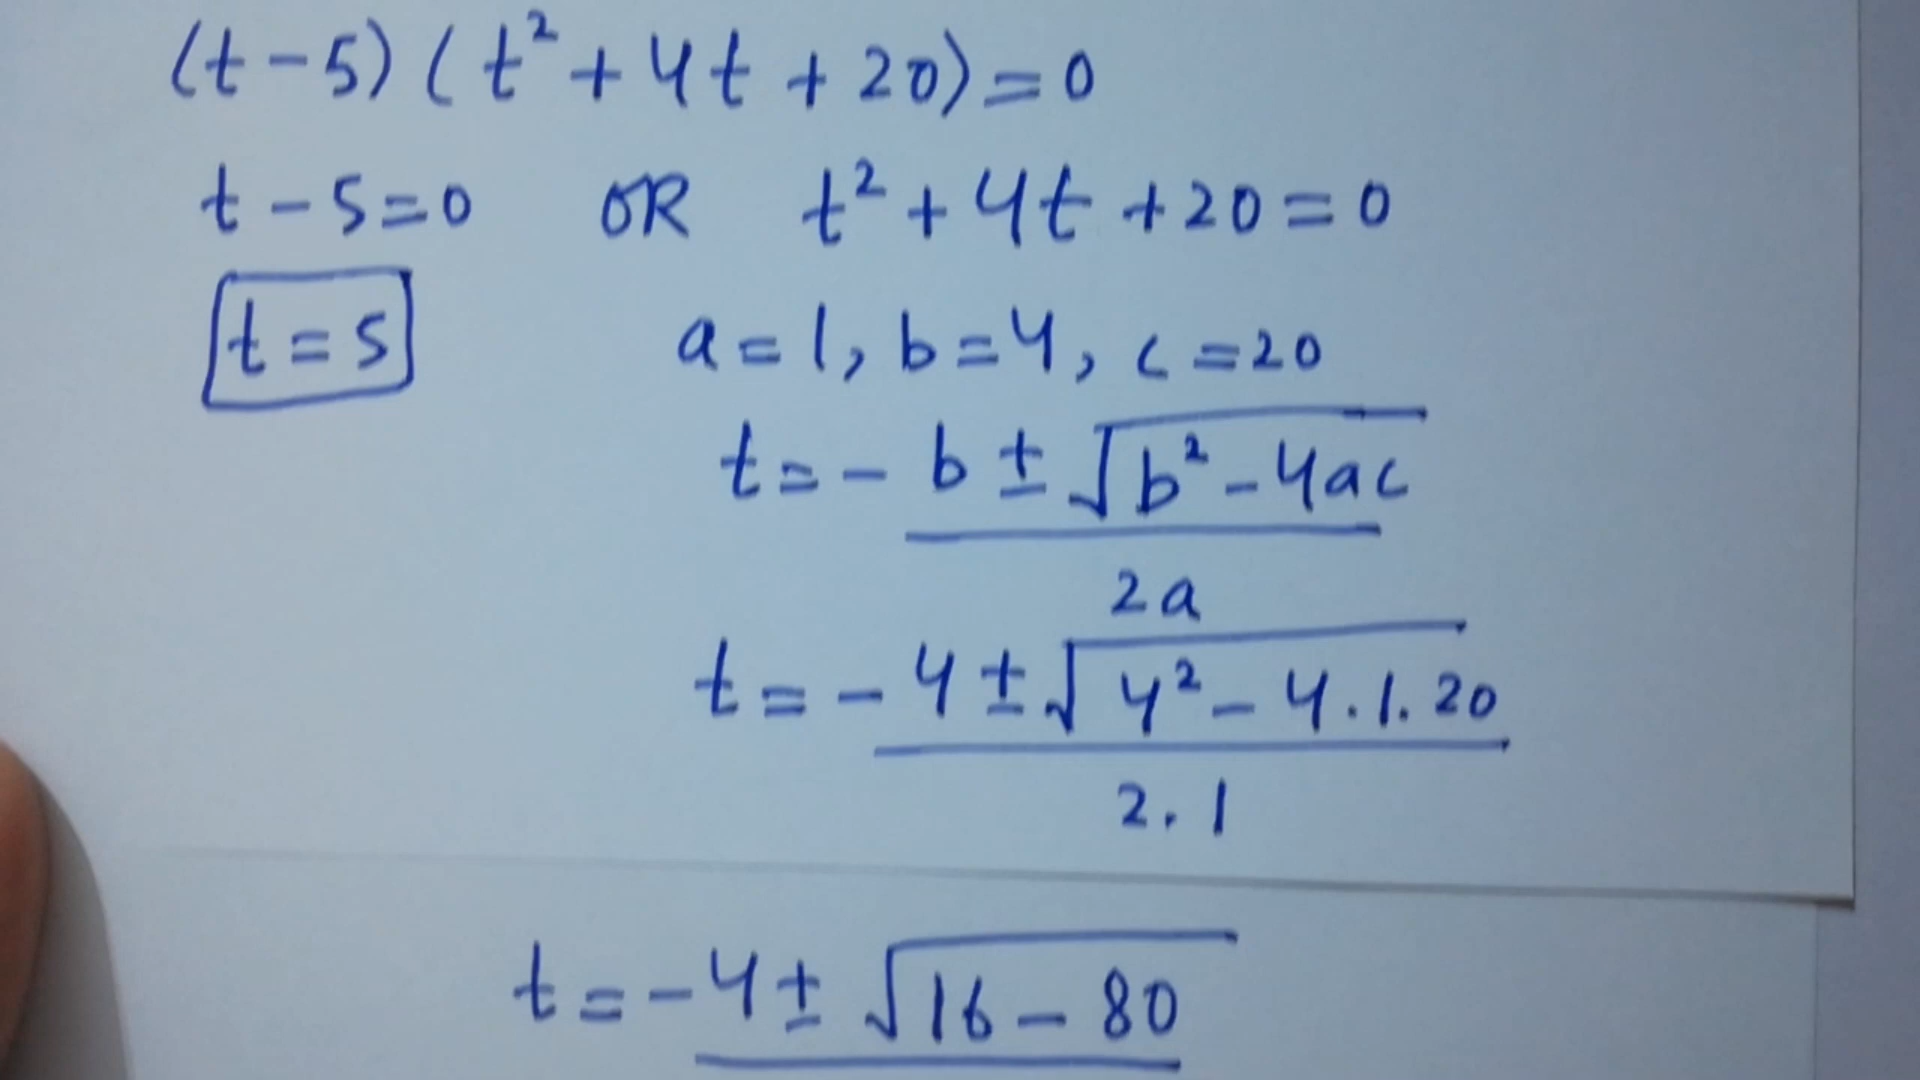 (t-5)(t²+4t+20)=0
t-5=0 OR t²+4t+20=0
t=5 a=1, b=4, c=20
t=-b±√b²-4ac
2a
t=-4±√4²-4.1.20
2.1
t=-4±√16-80